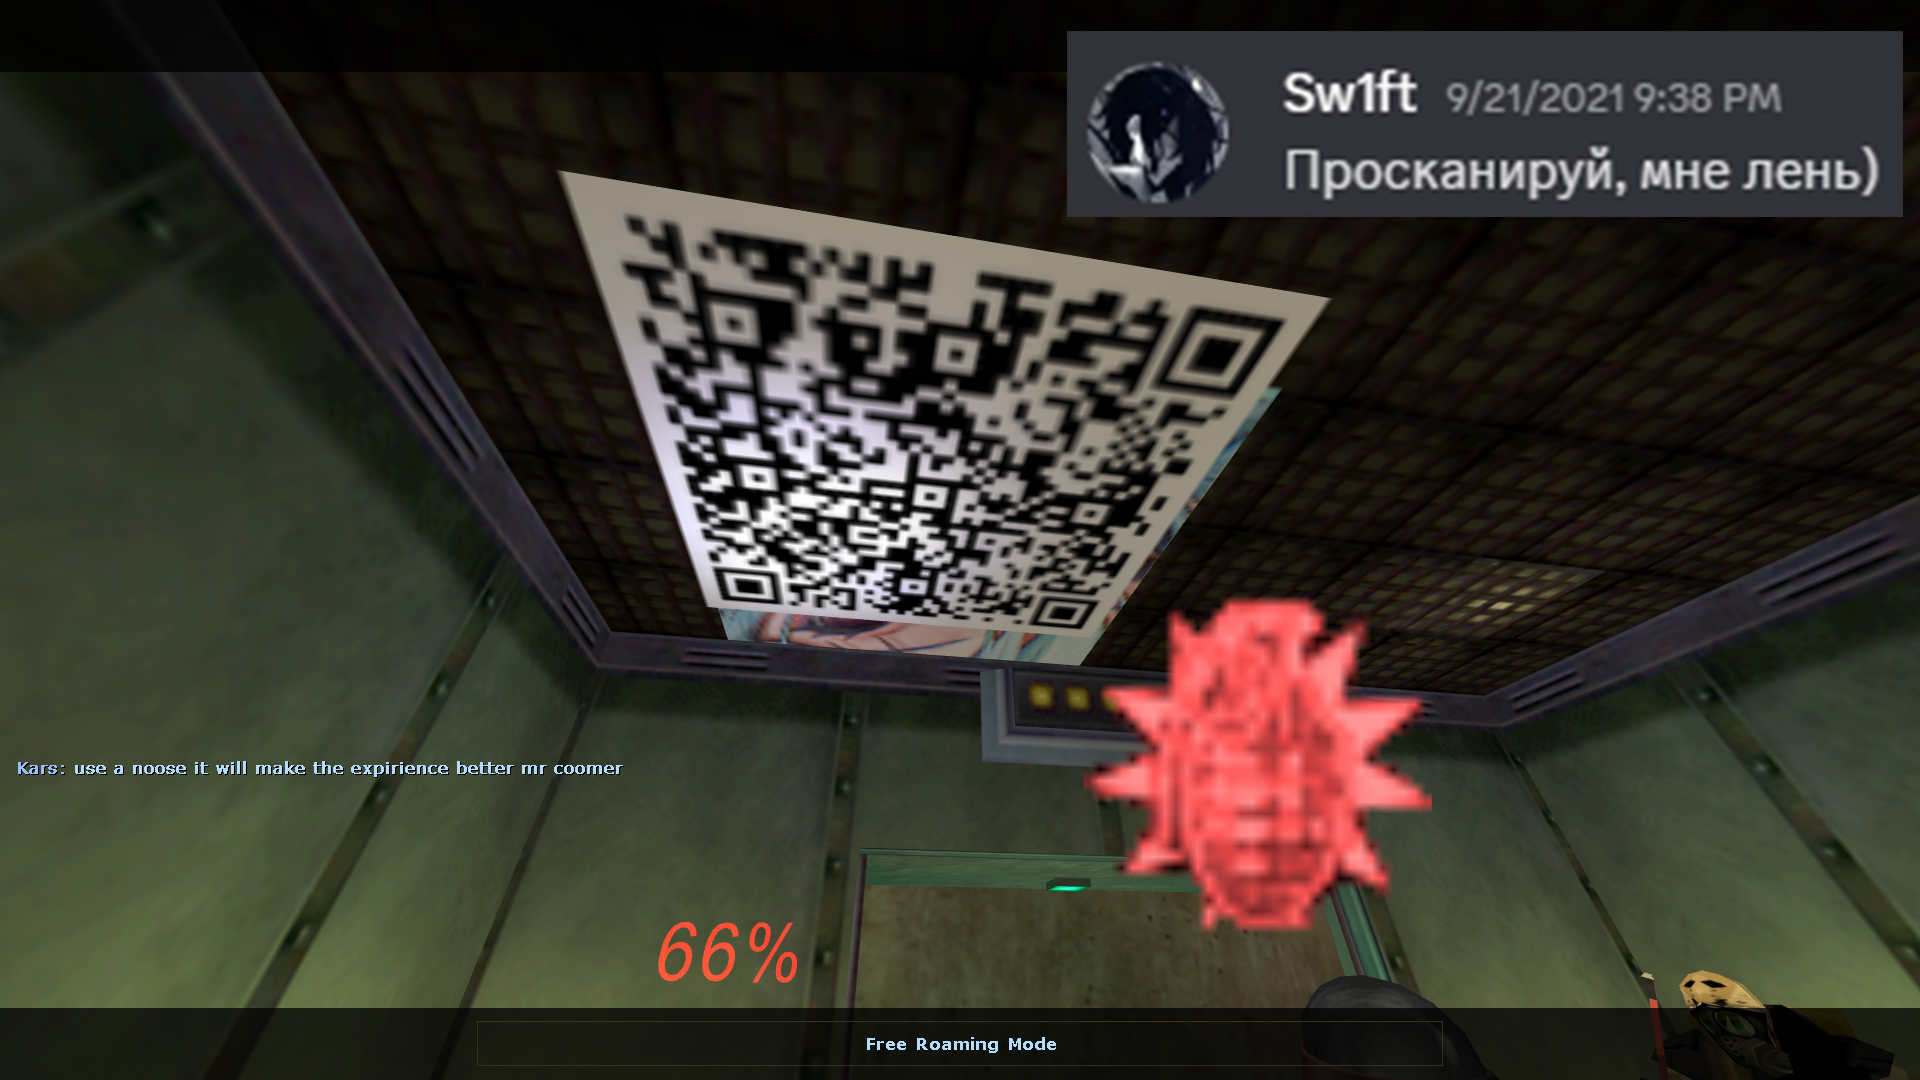 Sw1ft 9/21/2021 9:38 PM
Просканируй, мне лень)
Kars: use a noose it will make the expirience better mr coomer
66%
Free Roaming Mode